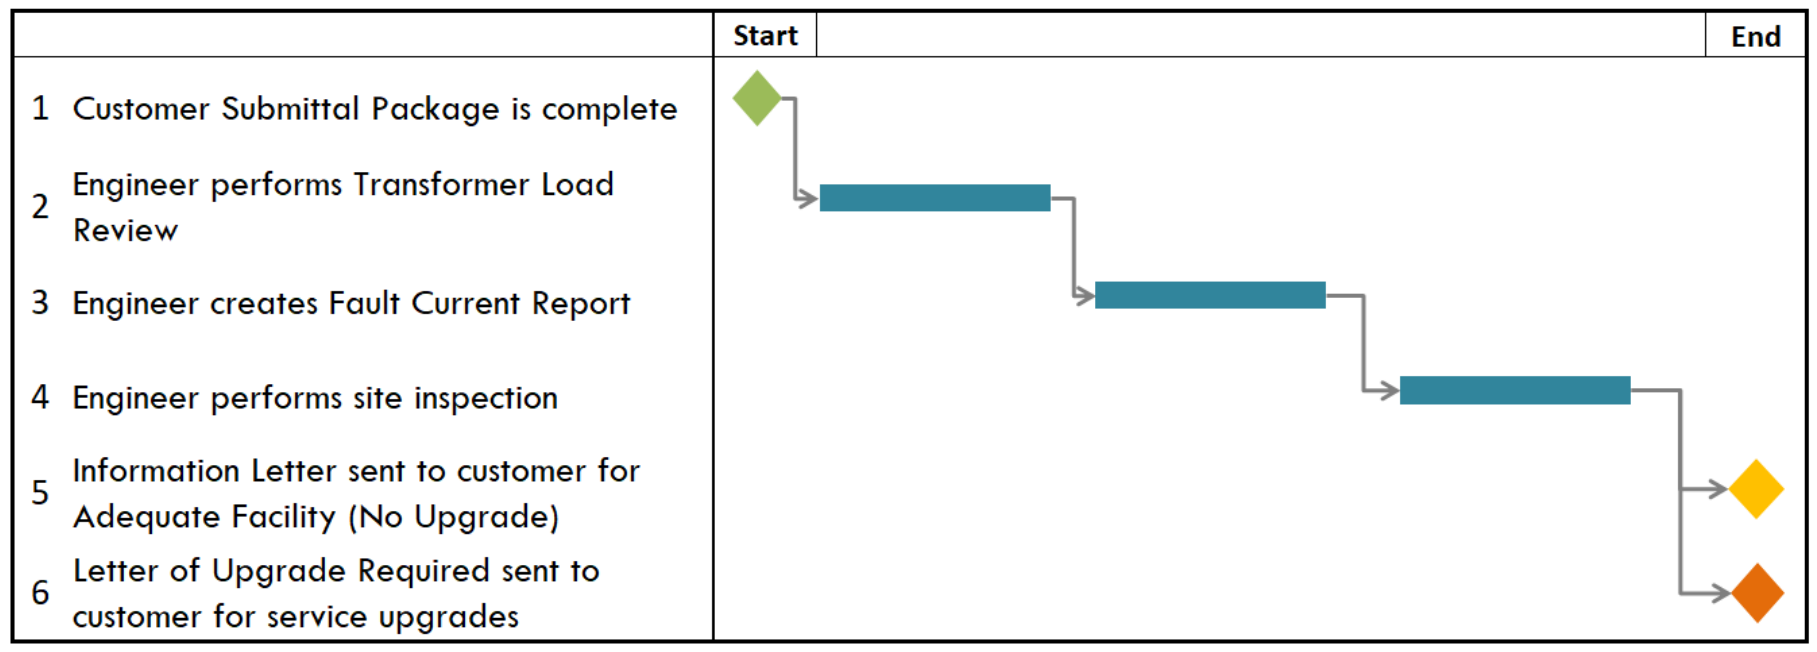 Start
End
1 Customer Submittal Package is complete
2 Engineer performs Transformer Load
Review
3 Engineer creates Fault Current Report
4 Engineer performs site inspection
5 Information Letter sent to customer for
Adequate Facility (No Upgrade)
6 Letter of Upgrade Required sent to
customer for service upgrades